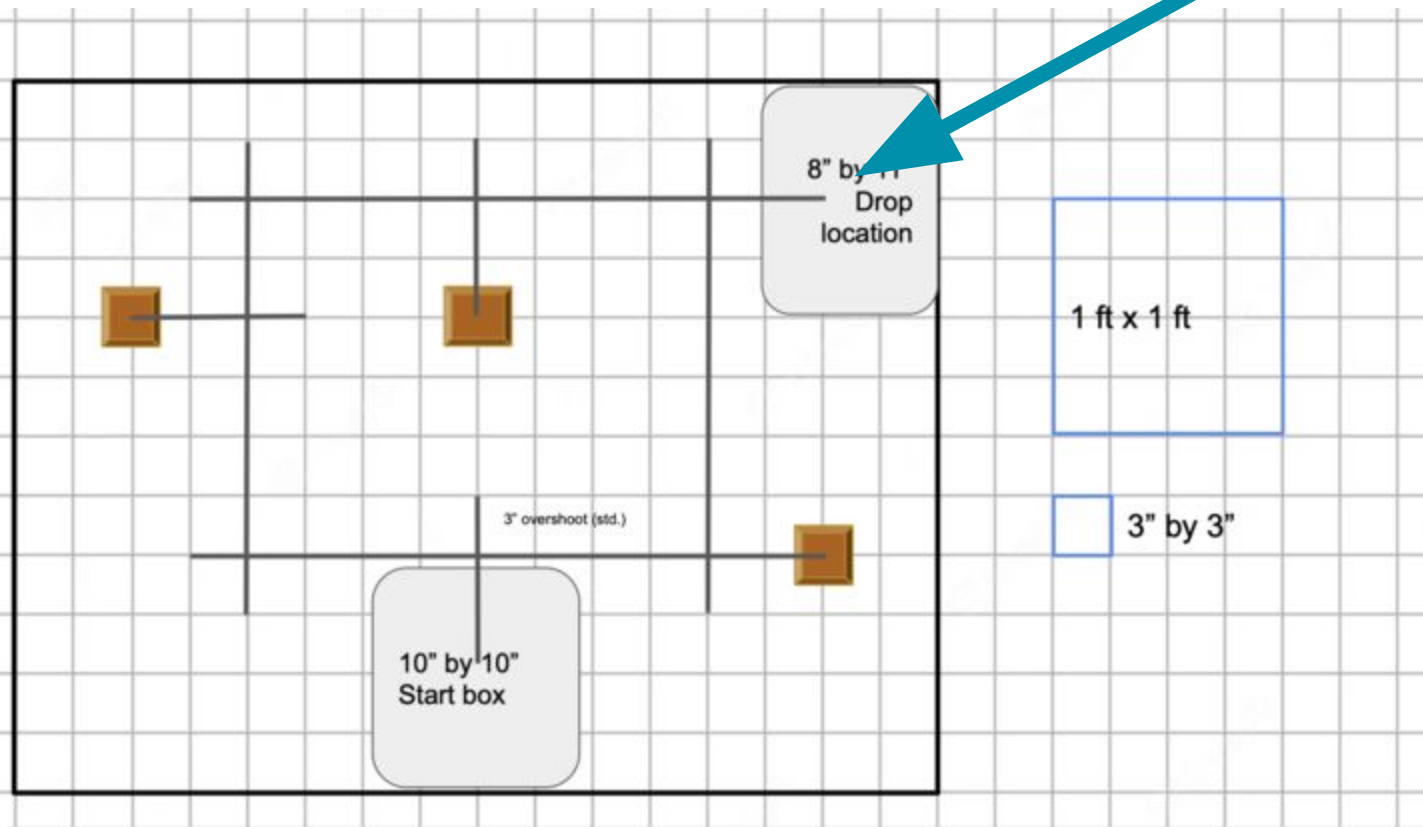 8” by
Drop
location
1 ft x 1 ft
3” overshoot (std.)
3” by 3”
10” by 10”
Start box